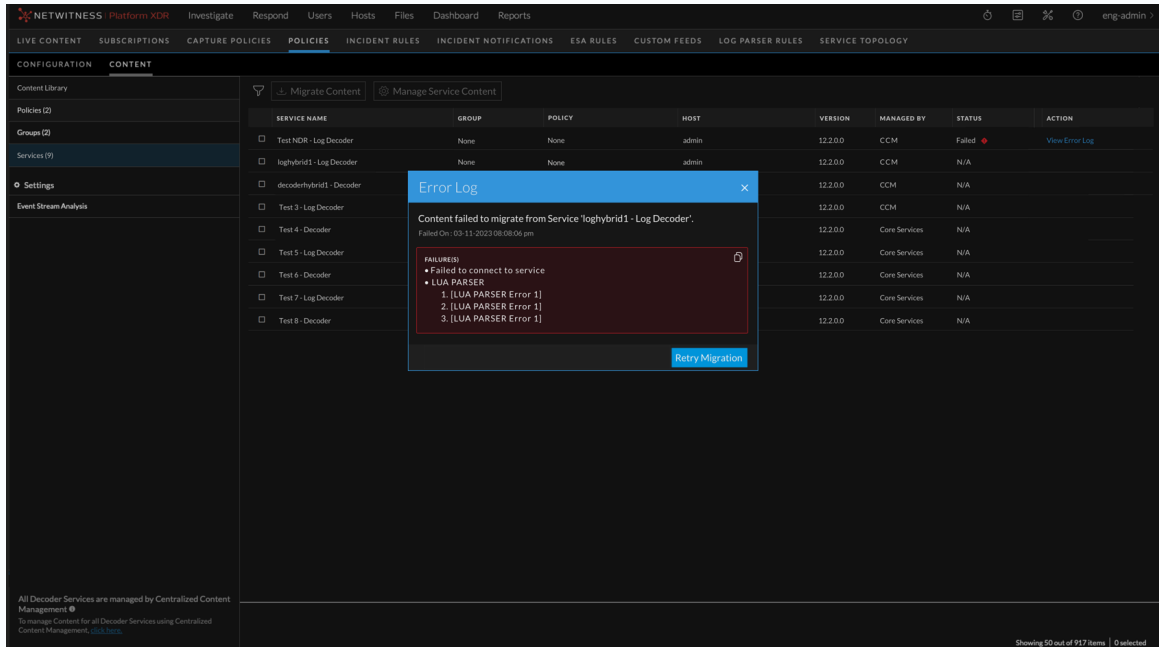 NETWITNESS Platform XDR Investigate Respond Users Hosts Files Dashboard Reports eng-admin >
LIVE CONTENT SUBSCRIPTIONS CAPTURE POLICIES POLICIES INCIDENT RULES INCIDENT NOTIFICATIONS ESA RULES CUSTOM FEEDS LOG PARSER RULES SERVICE TOPOLOGY
CONFIGURATION CONTENT
Content Library
Policies (2)
Groups (2)
Services (9)
Settings
Event Stream Analysis
Migrate Content Manage Service Content
SERVICE NAME GROUP POLICY HOST VERSION MANAGED BY STATUS ACTION
Test NDR - Log Decoder None None admin 12.2.0.0 CCM Failed View Error Log
loghybrid1 - Log Decoder None None admin 12.2.0.0 CCM N/A
decoderhybrid1 - Decoder 12.2.0.0 CCM N/A
Test 3 - Log Decoder 12.2.0.0 CCM N/A
Test 4 - Decoder 12.2.0.0 Core Services N/A
Test 5 - Log Decoder 12.2.0.0 Core Services N/A
Test 6 - Decoder 12.2.0.0 Core Services N/A
Test 7 - Log Decoder 12.2.0.0 Core Services N/A
Test 8 - Decoder 12.2.0.0 Core Services N/A
Error Log
Content failed to migrate from Service 'loghybrid1 - Log Decoder'.
Failed On : 03-11-2023 08:08:06 pm
FAILURE(S)
• Failed to connect to service
• LUA PARSER
1. [LUA PARSER Error 1]
2. [LUA PARSER Error 1]
3. [LUA PARSER Error 1]
Retry Migration
All Decoder Services are managed by Centralized Content
Management
To manage Content for all Decoder Services using Centralized
Content Management, click here.
Showing 50 out of 917 items | 0 selected